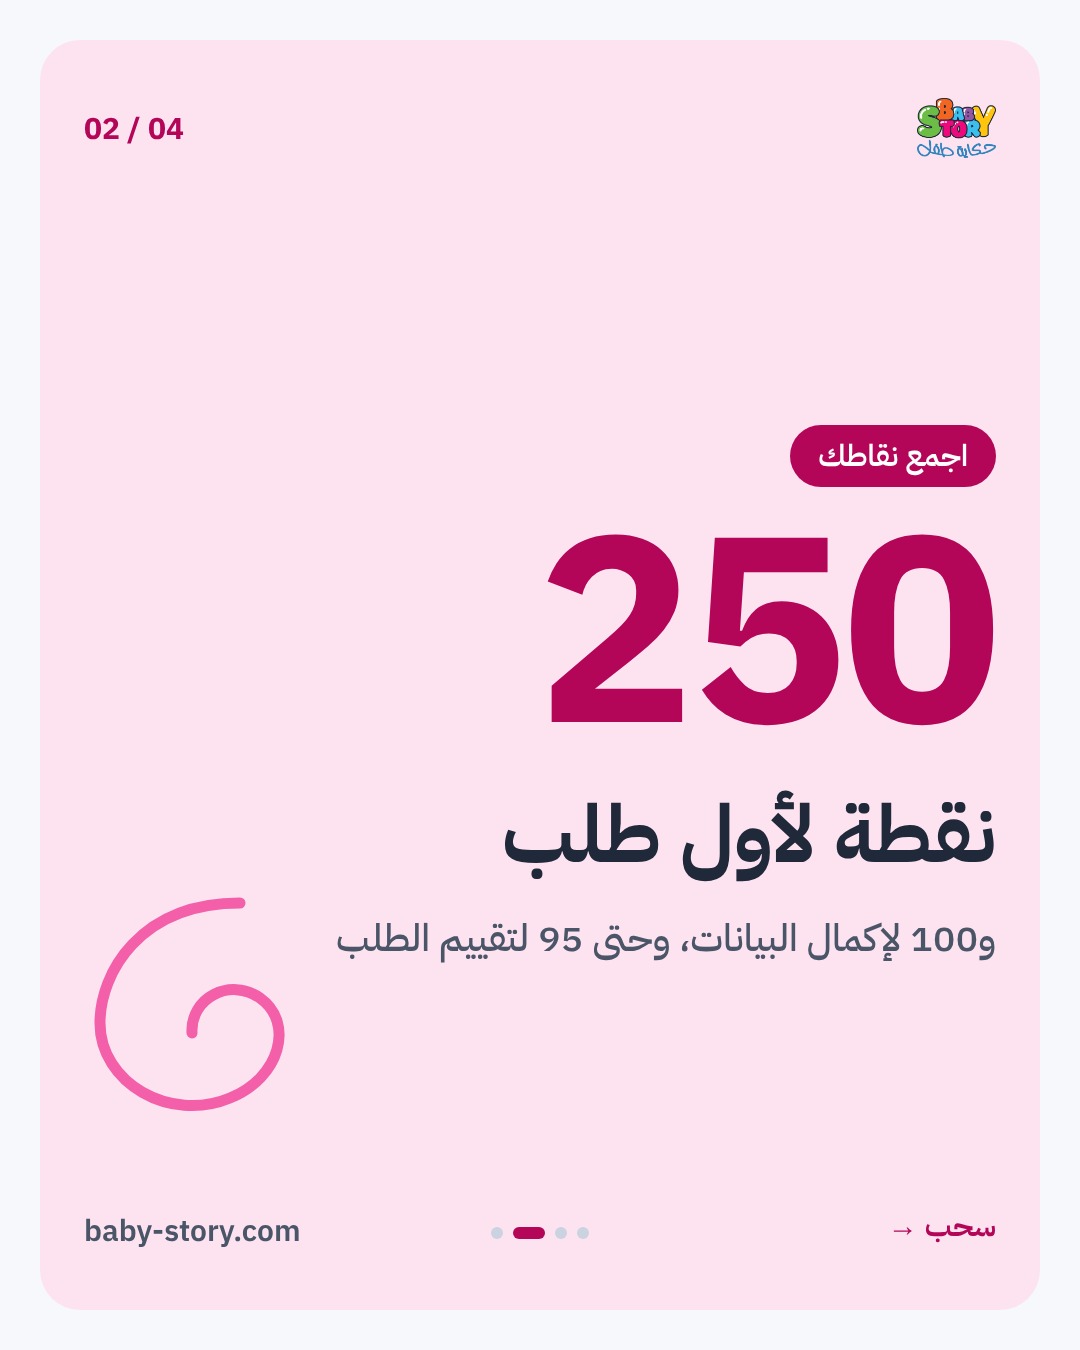 02 / 04
BABY STORY
حكاية طفل
اجمع نقاطك
250
نقطة لأول طلب
و100 لإكمال البيانات، وحتى 95 لتقييم الطلب
سحب →
baby-story.com